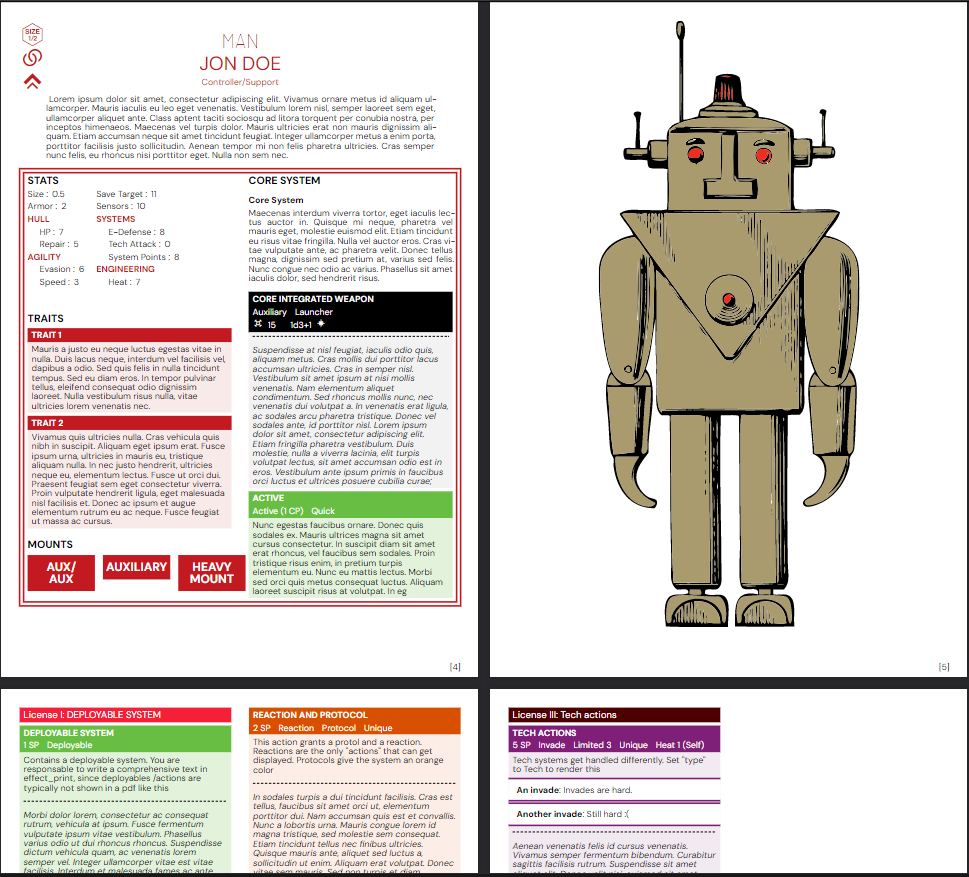 SIZE
1/2
MAN
JON DOE
Controller/Support
Lorem ipsum dolor sit amet, consectetur adipiscing elit. Vivamus ornare metus id aliquam ul-
lamcorper. Mauris iaculis eu leo eget venenatis. Vestibulum lorem nisl, semper laoreet sem eget,
ullamcorper aliquet ante. Class aptent taciti sociosqu ad litora torquent per conubia nostra, per
inceptos himenaeos. Maecenas vel turpis dolor. Mauris ultricies erat non mauris dignissim ali-
quam. Etiam accumsan neque sit amet tincidunt feugiat. Integer ullamcorper metus a enim porta,
porttitor facilisis justo sollicitudin. Aenean tempor mi non felis pharetra ultricies. Cras semper
nunc felis, eu rhoncus nisi porttitor eget. Nulla non sem nec.
STATS
Size : 0.5 Save Target : 11
Armor : 2 Sensors : 10
HULL SYSTEMS
HP : 7 E-Defense : 8
Repair : 5 Tech Attack : 0
AGILITY System Points : 8
Evasion : 6 ENGINEERING
Speed : 3 Heat : 7
TRAITS
TRAIT 1
Mauris a justo eu neque luctus egestas vitae in
nulla. Duis lacus neque, interdum vel facilisis vel,
dapibus a odio. Sed quis felis in nulla tincidunt
tempus. Sed eu diam eros. In tempor pulvinar
tellus, eleifend consequat odio dignissim
laoreet. Nulla vestibulum risus nulla, vitae
ultricies lorem venenatis nec.
TRAIT 2
Vivamus quis ultricies nulla. Cras vehicula quis
nibh in suscipit. Aliquam eget ipsum erat. Fusce
ipsum urna, ultricies in mauris eu, tristique
aliquam nulla. In nec justo hendrerit, ultricies
neque eu, elementum lectus. Fusce ut orci dui.
Praesent feugiat sem eget consectetur viverra.
Proin vulputate hendrerit ligula, eget malesuada
nisl facilisis et. Donec ac ipsum et augue
elementum rutrum eu ac neque. Fusce feugiat
ut massa ac cursus.
MOUNTS
AUX/
AUX
AUXILIARY
HEAVY
MOUNT
CORE SYSTEM
Core System
Maecenas interdum viverra tortor, eget iaculis lec-
tus auctor in. Quisque mi neque, pharetra vel
mauris eget, molestie euismod elit. Etiam tincidunt
eu risus vitae fringilla. Nulla vel auctor eros. Cras vi-
tae vulputate ante, ac pharetra velit. Donec tellus
magna, dignissim sed pretium at, varius sed felis.
Nunc congue nec odio ac varius. Phasellus sit amet
iaculis dolor, sed hendrerit risus.
CORE INTEGRATED WEAPON
Auxiliary Launcher
15 1d3+1
Suspendisse at nisl feugiat, iaculis odio quis,
aliquam metus. Cras mollis dui porttitor lacus
accumsan ultricies. Cras in semper nisl.
Vestibulum sit amet ipsum at nisi mollis
venenatis. Nam elementum aliquet
condimentum. Sed rhoncus mollis nunc, nec
venenatis dui volutpat a. In venenatis erat ligula,
ac sodales arcu pharetra tristique. Donec vel
sodales ante, id porttitor nisl. Lorem ipsum
dolor sit amet, consectetur adipiscing elit.
Etiam fringilla pharetra vestibulum. Duis
molestie, nulla a viverra lacinia, elit turpis
volutpat lectus, sit amet accumsan odio est in
eros. Vestibulum ante ipsum primis in faucibus
orci luctus et ultrices posuere cubilia curae;
ACTIVE
Active (1 CP) Quick
Nunc egestas faucibus ornare. Donec quis
sodales ex. Mauris ultrices magna sit amet
cursus consectetur. In suscipit diam sit amet
erat rhoncus, vel faucibus sem sodales. Proin
tristique risus enim, in pretium turpis
elementum eu. Nunc eu mattis lectus. Morbi
sed orci quis metus consequat luctus. Aliquam
laoreet suscipit risus at volutpat. In eg
[4]
[5]
License I: DEPLOYABLE SYSTEM
DEPLOYABLE SYSTEM
1 SP Deployable
Contains a deployable system. You are
responsible to write a comprehensive text in
effect_print, since deployables /actions are
typically not shown in a pdf like this
Morbi dolor lorem, consectetur ac consequat
rutrum, vehicula at ipsum. Fusce fermentum
vulputate ipsum vitae vestibulum. Phasellus
varius odio ut dui rhoncus rhoncus. Suspendisse
dictum vehicula quam, ac venenatis lorem
semper vel. Integer ullamcorper vitae est vitae
facilisis. Interdum et malesuada fames ac ante
REACTION AND PROTOCOL
2 SP Reaction Protocol Unique
This action grants a protol and a reaction.
Reactions are the only "actions" that can get
displayed. Protocols give the system an orange
color
In sodales turpis a dui tincidunt facilisis. Cras est
tellus, faucibus sit amet orci ut, elementum
porttitor dui. Nam accumsan quis est et convallis.
Nunc a lobortis urna. Mauris congue lorem id
magna tristique, sed molestie sem consequat.
Etiam tincidunt tellus nec finibus ultricies.
Quisque mauris ante, aliquet sed luctus a,
sollicitudin ut enim. Aliquam erat volutpat. Donec
vitae mattis diam. Sed non turpis et diam
License III: Tech actions
TECH ACTIONS
5 SP Invade Limited 3 Unique Heat 1 (Self)
Tech systems get handled differently. Set "type"
to Tech to render this
An invade: Invades are hard.
Another invade: Still hard :(
Aenean venenatis felis id cursus venenatis.
Vivamus semper fermentum bibendum. Curabitur
sagittis facilisis rutrum. Suspendisse sit amet